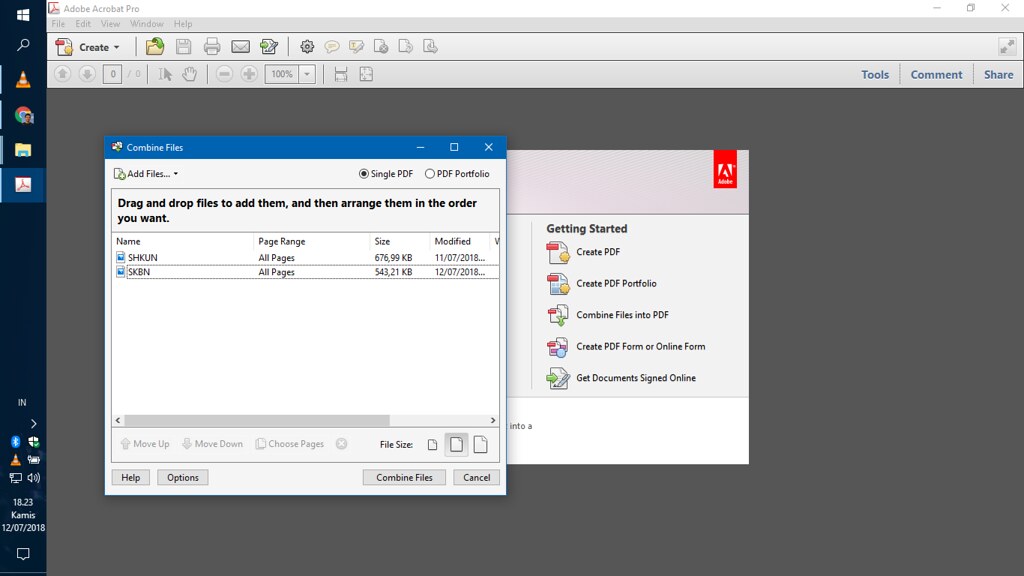 Adobe Acrobat Pro
File Edit View Window Help
Create
0 / 0 100% Tools Comment Share
Combine Files
Add Files... Single PDF PDF Portfolio
Drag and drop files to add them, and then arrange them in the order
you want.
Name Page Range Size Modified
SHKUN All Pages 676,99 KB 11/07/2018...
SKBN All Pages 543,21 KB 12/07/2018...
Move Up Move Down Choose Pages File Size:
Help Options Combine Files Cancel
Adobe
Getting Started
Create PDF
Create PDF Portfolio
Combine Files into PDF
Create PDF Form or Online Form
Get Documents Signed Online
into a
IN
18.23
Kamis
12/07/2018